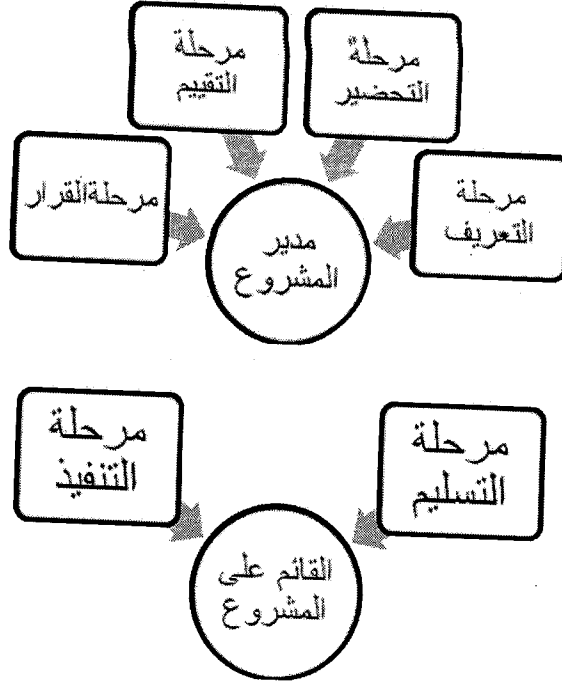 مرحلة
التحضير
مرحلة
التقييم
مرحلة
التعريف
مرحلةالقرار
مدير
المشروع
مرحلة
التسليم
مرحلة
التنفيذ
القائم على
المشروع